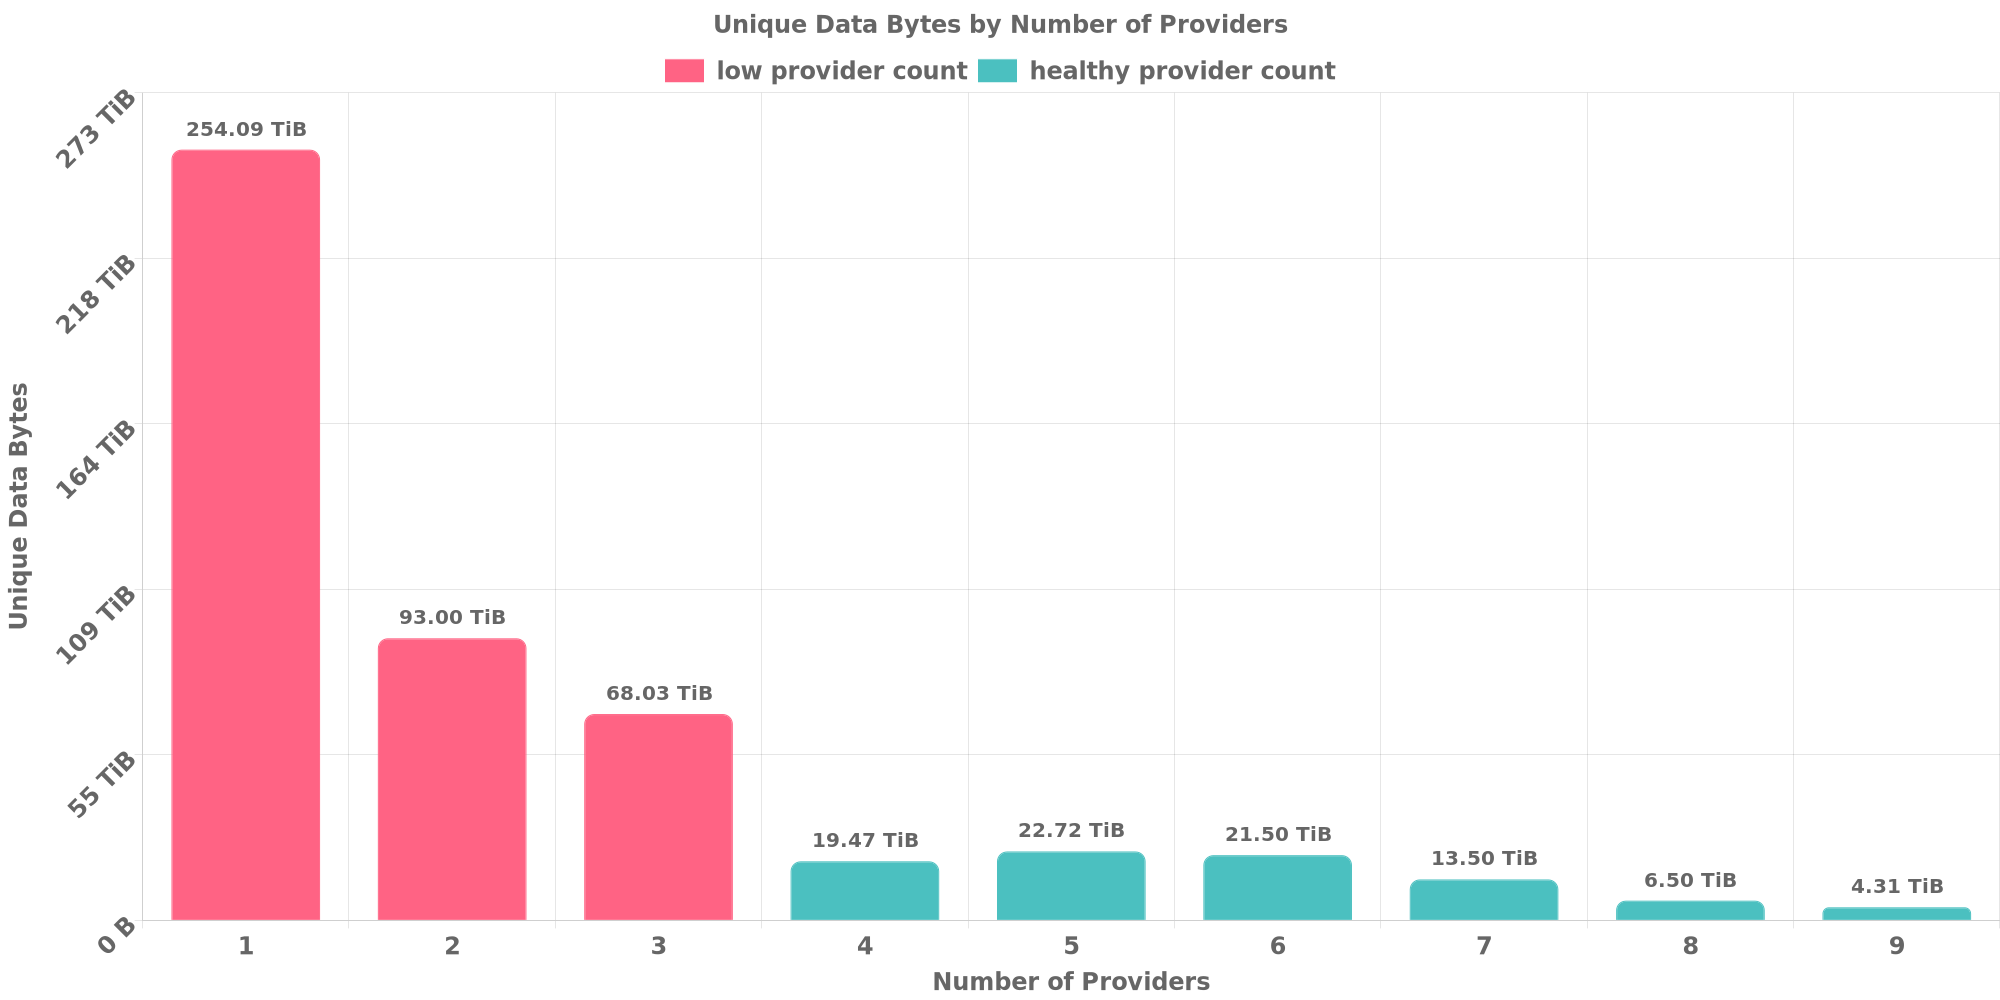 Unique Data Bytes by Number of Providers
low provider count
healthy provider count
273 TiB
218 TiB
164 TiB
109 TiB
55 TiB
0 B
Unique Data Bytes
254.09 TiB
93.00 TiB
68.03 TiB
19.47 TiB
22.72 TiB
21.50 TiB
13.50 TiB
6.50 TiB
4.31 TiB
1 2 3 4 5 6 7 8 9
Number of Providers